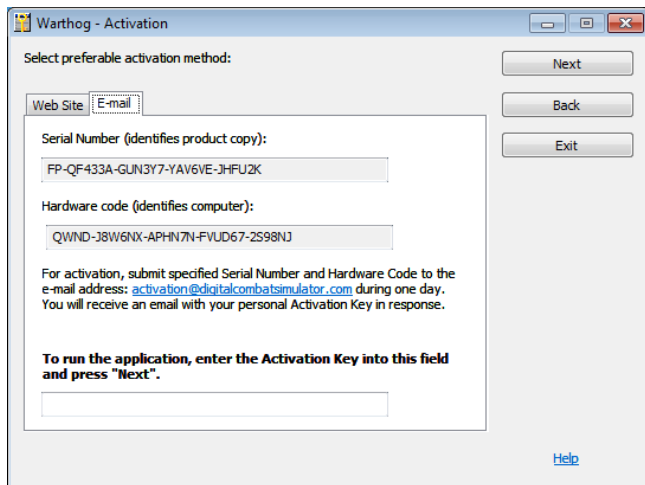 Warthog - Activation
Select preferable activation method:
Next
Web Site E-mail
Back
Serial Number (identifies product copy):
Exit
FP-QF433A-GUN3Y7-YAV6VE-JHFU2K
Hardware code (identifies computer):
QWND-J8W6NX-APHN7N-FVUD67-2S98NJ
For activation, submit specified Serial Number and Hardware Code to the
e-mail address: activation@digitalcombatsimulator.com during one day.
You will receive an email with your personal Activation Key in response.
To run the application, enter the Activation Key into this field
and press "Next".
Help